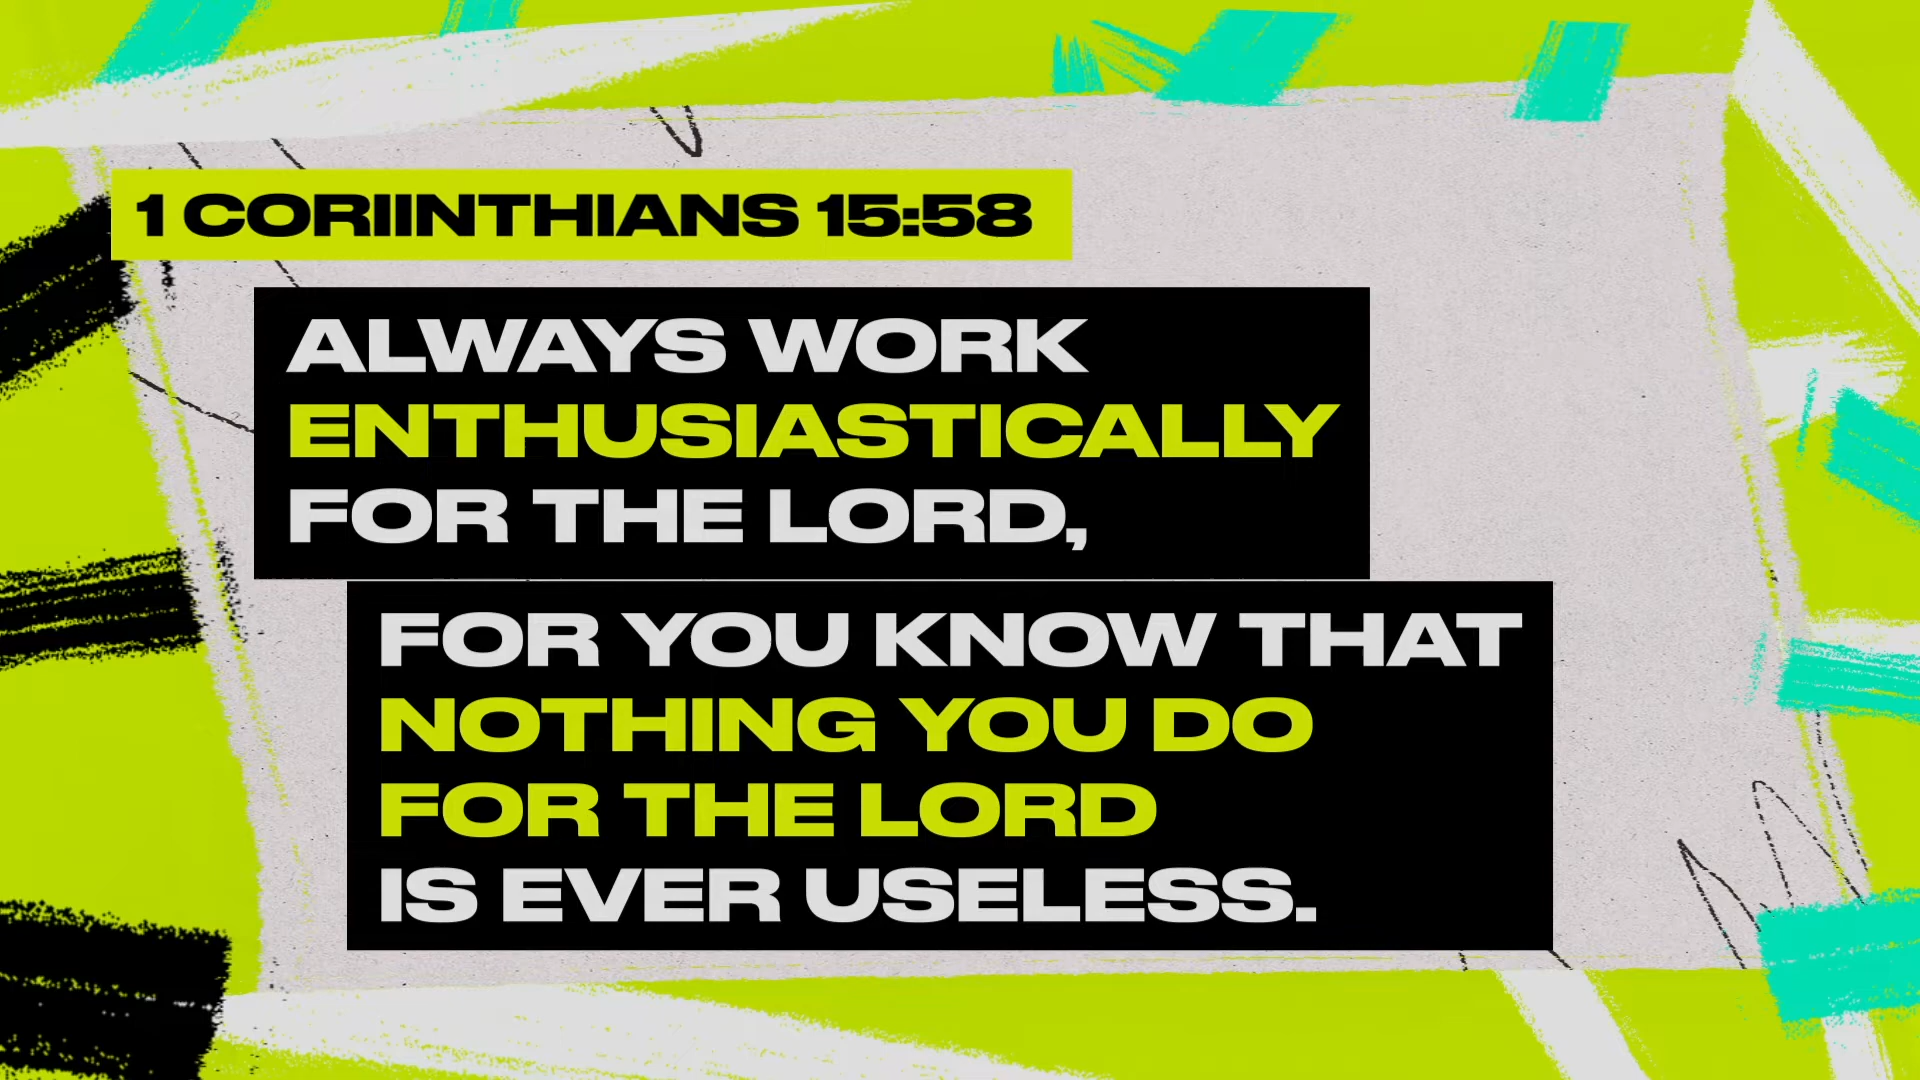 1 CORIINTHIANS 15:58
ALWAYS WORK
ENTHUSIASTICALLY
FOR THE LORD,
FOR YOU KNOW THAT
NOTHING YOU DO
FOR THE LORD
IS EVER USELESS.